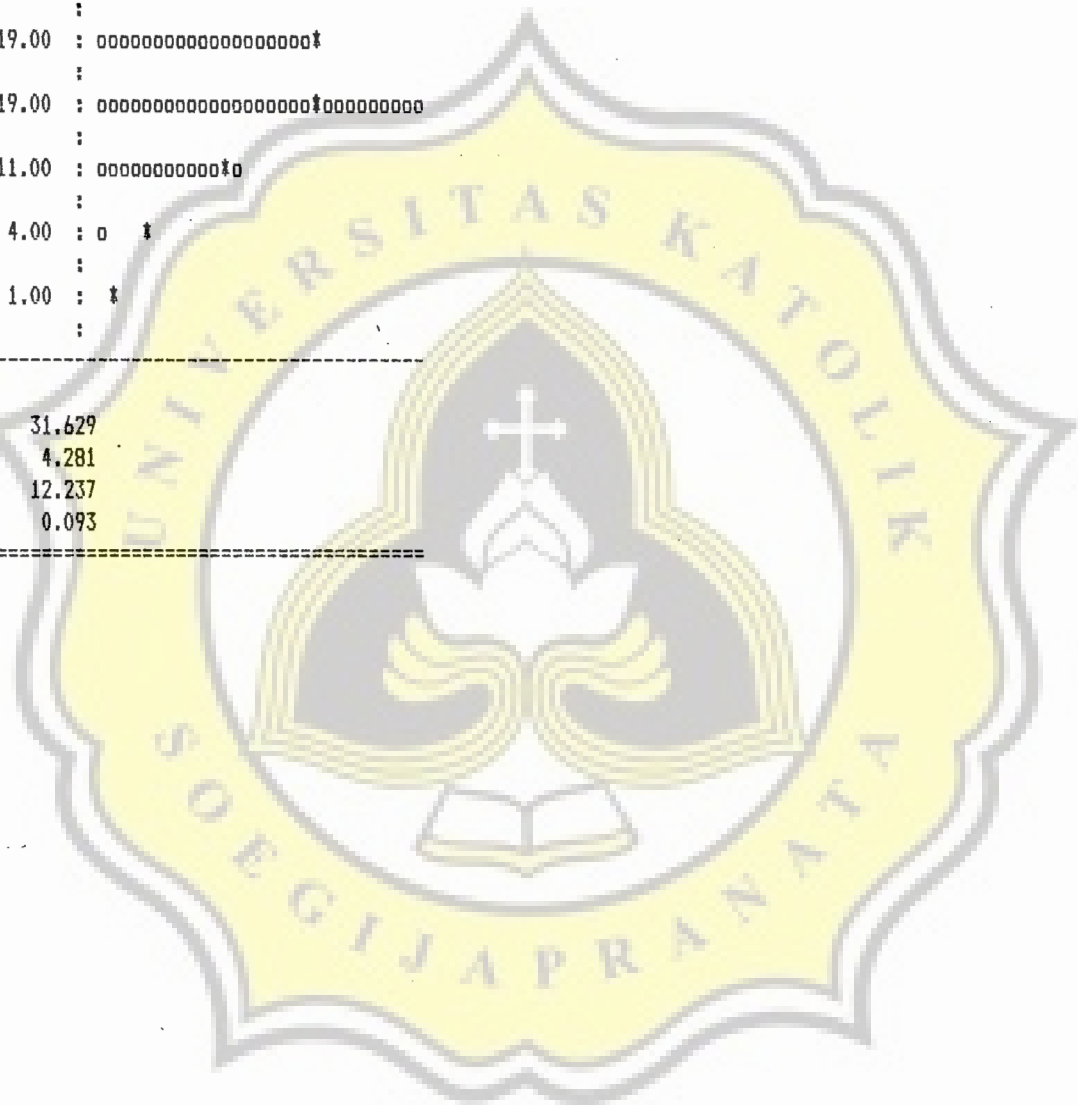 :
19.00 : ooooooooooooooooooo*
:
19.00 : ooooooooooooooooooo*ooooooooo
:
11.00 : ooooooooooo*o
:
4.00 : o   *
:
1.00 :  *
:
31.629
4.281
12.237
0.093
UNIVERSITAS KATOLIK
SOEGIJAPRANATA